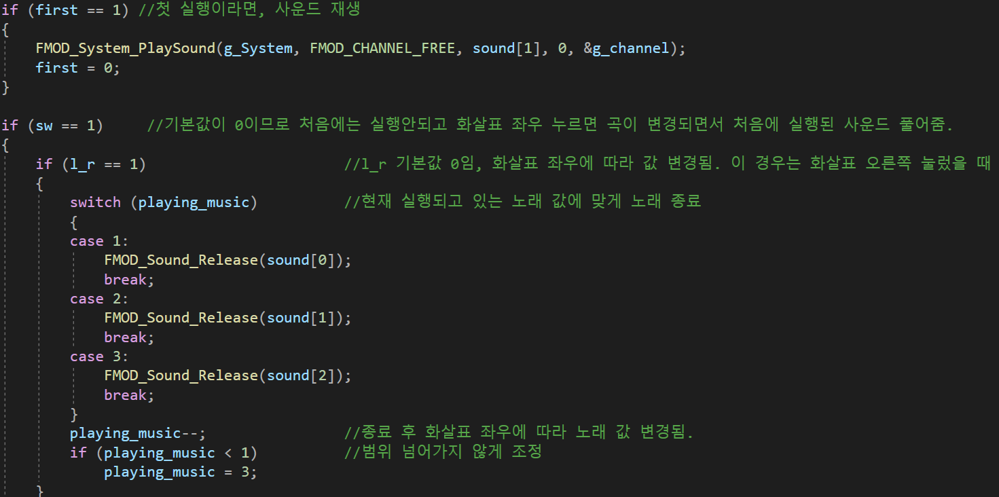 if (first == 1) //첫 실행이라면, 사운드 재생
{
    FMOD_System_PlaySound(g_System, FMOD_CHANNEL_FREE, sound[1], 0, &g_channel);
    first = 0;
}

if (sw == 1)     //기본값이 0이므로 처음에는 실행안되고 화살표 좌우 누르면 곡이 변경되면서 처음에 실행된 사운드 풀어줌.
{
    if (l_r == 1)                       //l_r 기본값 0임, 화살표 좌우에 따라 값 변경됨. 이 경우는 화살표 오른쪽 눌렀을 때
    {
        switch (playing_music)          //현재 실행되고 있는 노래 값에 맞게 노래 종료
        {
        case 1:
            FMOD_Sound_Release(sound[0]);
            break;
        case 2:
            FMOD_Sound_Release(sound[1]);
            break;
        case 3:
            FMOD_Sound_Release(sound[2]);
            break;
        }
        playing_music--;                //종료 후 화살표 좌우에 따라 노래 값 변경됨.
        if (playing_music < 1)          //범위 넘어가지 않게 조정
            playing_music = 3;
    }